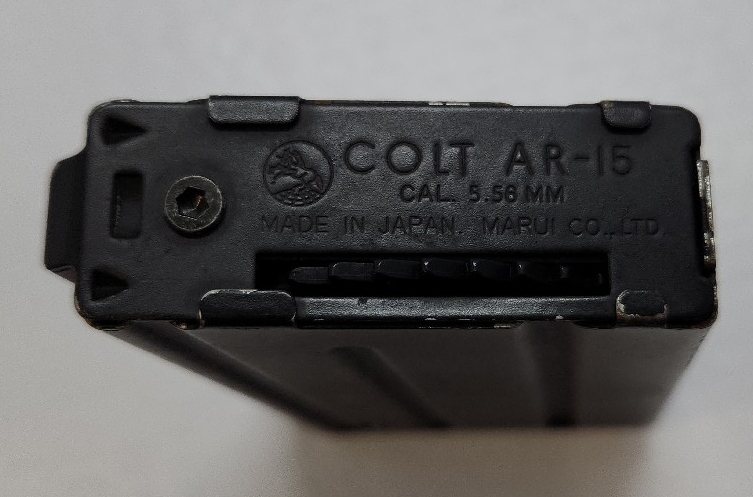 COLT AR-15
CAL. 5.56 MM
MADE IN JAPAN. MARUI CO., LTD.